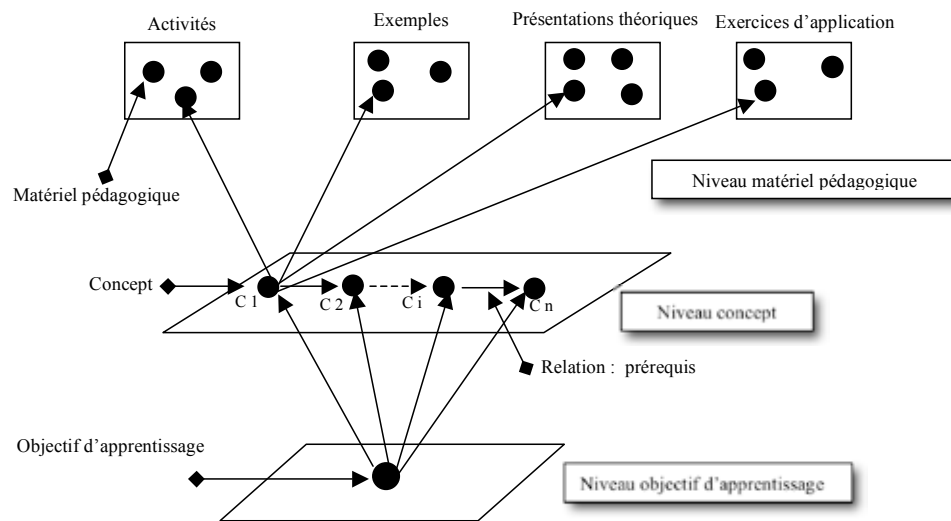 Activités
Exemples
Présentations théoriques
Exercices d’application
Matériel pédagogique
Niveau matériel pédagogique
Concept
C 1
C 2
C i
C n
Niveau concept
Relation : prérequis
Objectif d’apprentissage
Niveau objectif d’apprentissage